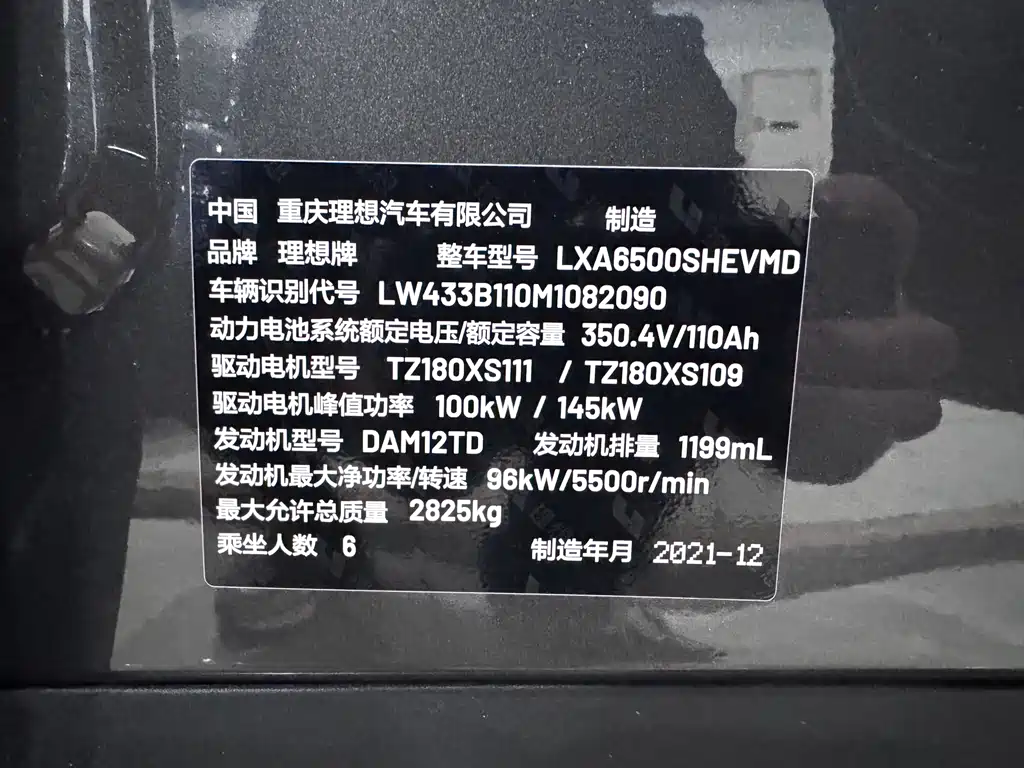 中国 重庆理想汽车有限公司 制造
品牌 理想牌 整车型号 LXA6500SHEVMD
车辆识别代号 LW433B110M1082090
动力电池系统额定电压/额定容量 350.4V/110Ah
驱动电机型号 TZ180XS111 / TZ180XS109
驱动电机峰值功率 100kW / 145kW
发动机型号 DAM12TD 发动机排量 1199mL
发动机最大净功率/转速 96kW/5500r/min
最大允许总质量 2825kg
乘坐人数 6 制造年月 2021-12